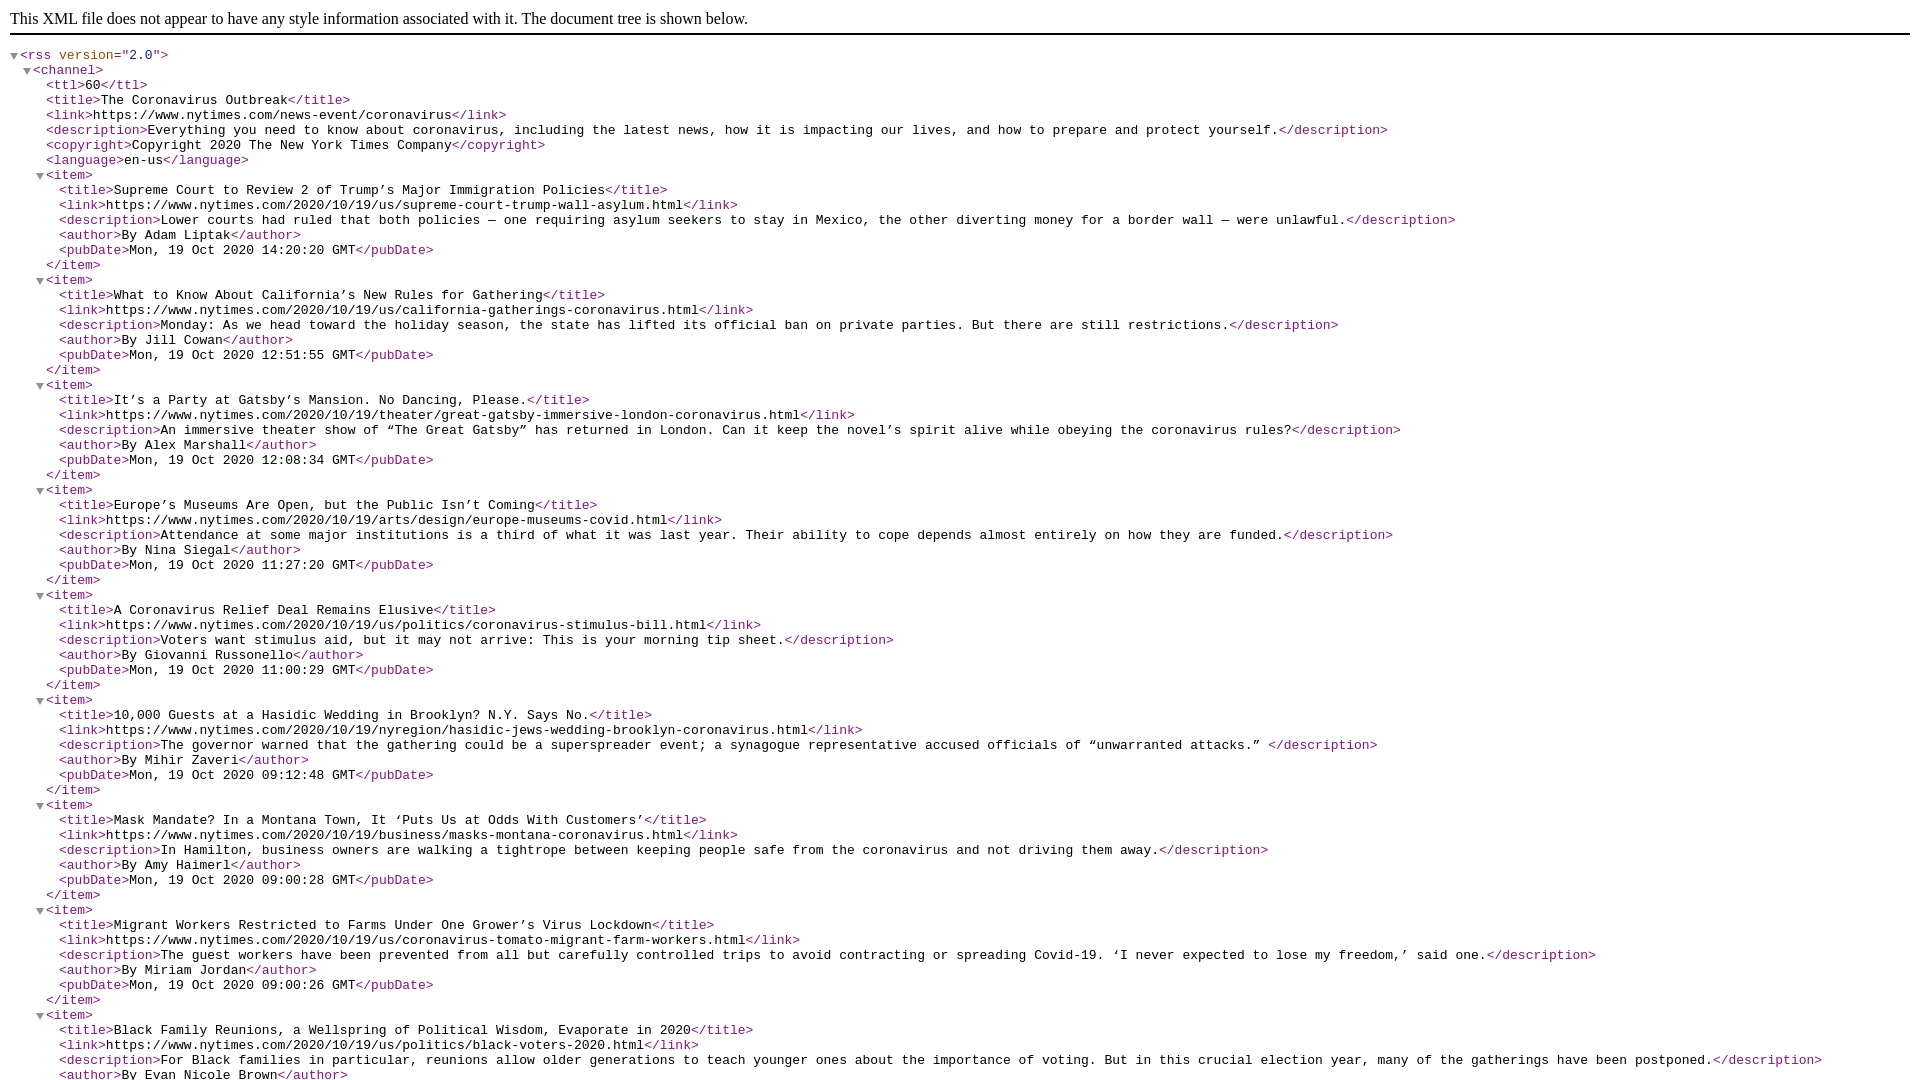 This XML file does not appear to have any style information associated with it. The document tree is shown below.
<rss version="2.0">
<channel>
<ttl>60</ttl>
<title>The Coronavirus Outbreak</title>
<link>https://www.nytimes.com/news-event/coronavirus</link>
<description>Everything you need to know about coronavirus, including the latest news, how it is impacting our lives, and how to prepare and protect yourself.</description>
<copyright>Copyright 2020 The New York Times Company</copyright>
<language>en-us</language>
<item>
<title>Supreme Court to Review 2 of Trump’s Major Immigration Policies</title>
<link>https://www.nytimes.com/2020/10/19/us/supreme-court-trump-wall-asylum.html</link>
<description>Lower courts had ruled that both policies — one requiring asylum seekers to stay in Mexico, the other diverting money for a border wall — were unlawful.</description>
<author>By Adam Liptak</author>
<pubDate>Mon, 19 Oct 2020 14:20:20 GMT</pubDate>
</item>
<item>
<title>What to Know About California’s New Rules for Gathering</title>
<link>https://www.nytimes.com/2020/10/19/us/california-gatherings-coronavirus.html</link>
<description>Monday: As we head toward the holiday season, the state has lifted its official ban on private parties. But there are still restrictions.</description>
<author>By Jill Cowan</author>
<pubDate>Mon, 19 Oct 2020 12:51:55 GMT</pubDate>
</item>
<item>
<title>It’s a Party at Gatsby’s Mansion. No Dancing, Please.</title>
<link>https://www.nytimes.com/2020/10/19/theater/great-gatsby-immersive-london-coronavirus.html</link>
<description>An immersive theater show of “The Great Gatsby” has returned in London. Can it keep the novel’s spirit alive while obeying the coronavirus rules?</description>
<author>By Alex Marshall</author>
<pubDate>Mon, 19 Oct 2020 12:08:34 GMT</pubDate>
</item>
<item>
<title>Europe’s Museums Are Open, but the Public Isn’t Coming</title>
<link>https://www.nytimes.com/2020/10/19/arts/design/europe-museums-covid.html</link>
<description>Attendance at some major institutions is a third of what it was last year. Their ability to cope depends almost entirely on how they are funded.</description>
<author>By Nina Siegal</author>
<pubDate>Mon, 19 Oct 2020 11:27:20 GMT</pubDate>
</item>
<item>
<title>A Coronavirus Relief Deal Remains Elusive</title>
<link>https://www.nytimes.com/2020/10/19/us/politics/coronavirus-stimulus-bill.html</link>
<description>Voters want stimulus aid, but it may not arrive: This is your morning tip sheet.</description>
<author>By Giovanni Russonello</author>
<pubDate>Mon, 19 Oct 2020 11:00:29 GMT</pubDate>
</item>
<item>
<title>10,000 Guests at a Hasidic Wedding in Brooklyn? N.Y. Says No.</title>
<link>https://www.nytimes.com/2020/10/19/nyregion/hasidic-jews-wedding-brooklyn-coronavirus.html</link>
<description>The governor warned that the gathering could be a superspreader event; a synagogue representative accused officials of “unwarranted attacks.” </description>
<author>By Mihir Zaveri</author>
<pubDate>Mon, 19 Oct 2020 09:12:48 GMT</pubDate>
</item>
<item>
<title>Mask Mandate? In a Montana Town, It ‘Puts Us at Odds With Customers’</title>
<link>https://www.nytimes.com/2020/10/19/business/masks-montana-coronavirus.html</link>
<description>In Hamilton, business owners are walking a tightrope between keeping people safe from the coronavirus and not driving them away.</description>
<author>By Amy Haimerl</author>
<pubDate>Mon, 19 Oct 2020 09:00:28 GMT</pubDate>
</item>
<item>
<title>Migrant Workers Restricted to Farms Under One Grower’s Virus Lockdown</title>
<link>https://www.nytimes.com/2020/10/19/us/coronavirus-tomato-migrant-farm-workers.html</link>
<description>The guest workers have been prevented from all but carefully controlled trips to avoid contracting or spreading Covid-19. ‘I never expected to lose my freedom,’ said one.</description>
<author>By Miriam Jordan</author>
<pubDate>Mon, 19 Oct 2020 09:00:26 GMT</pubDate>
</item>
<item>
<title>Black Family Reunions, a Wellspring of Political Wisdom, Evaporate in 2020</title>
<link>https://www.nytimes.com/2020/10/19/us/politics/black-voters-2020.html</link>
<description>For Black families in particular, reunions allow older generations to teach younger ones about the importance of voting. But in this crucial election year, many of the gatherings have been postponed.</description>
<author>By Evan Nicole Brown</author>